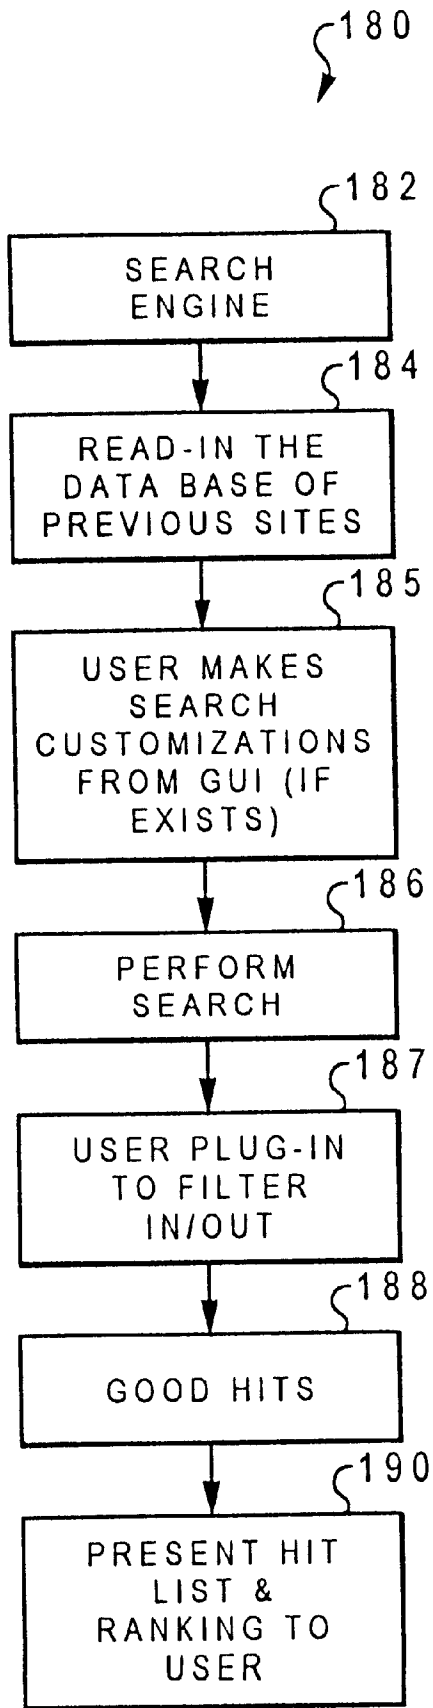 180
182
SEARCH
ENGINE
184
READ-IN THE
DATA BASE OF
PREVIOUS SITES
185
USER MAKES
SEARCH
CUSTOMIZATIONS
FROM GUI (IF
EXISTS)
186
PERFORM
SEARCH
187
USER PLUG-IN
TO FILTER
IN/OUT
188
GOOD HITS
190
PRESENT HIT
LIST &
RANKING TO
USER